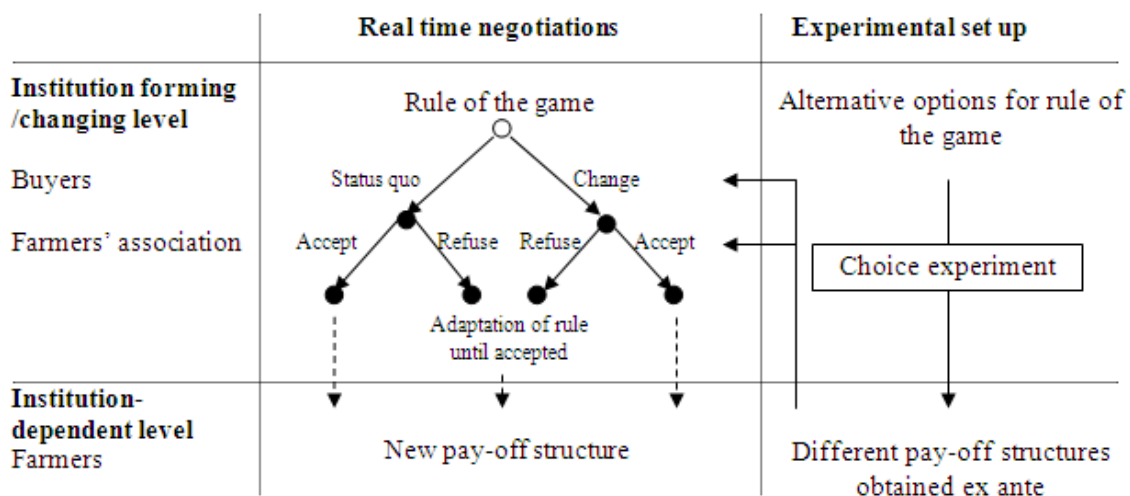 Real time negotiations
Experimental set up
Institution forming
/changing level
Rule of the game
Alternative options for rule of
the game
Buyers
Status quo
Change
Farmers' association
Accept
Refuse
Refuse
Accept
Choice experiment
Adaptation of rule
until accepted
Institution-
dependent level
Farmers
New pay-off structure
Different pay-off structures
obtained ex ante